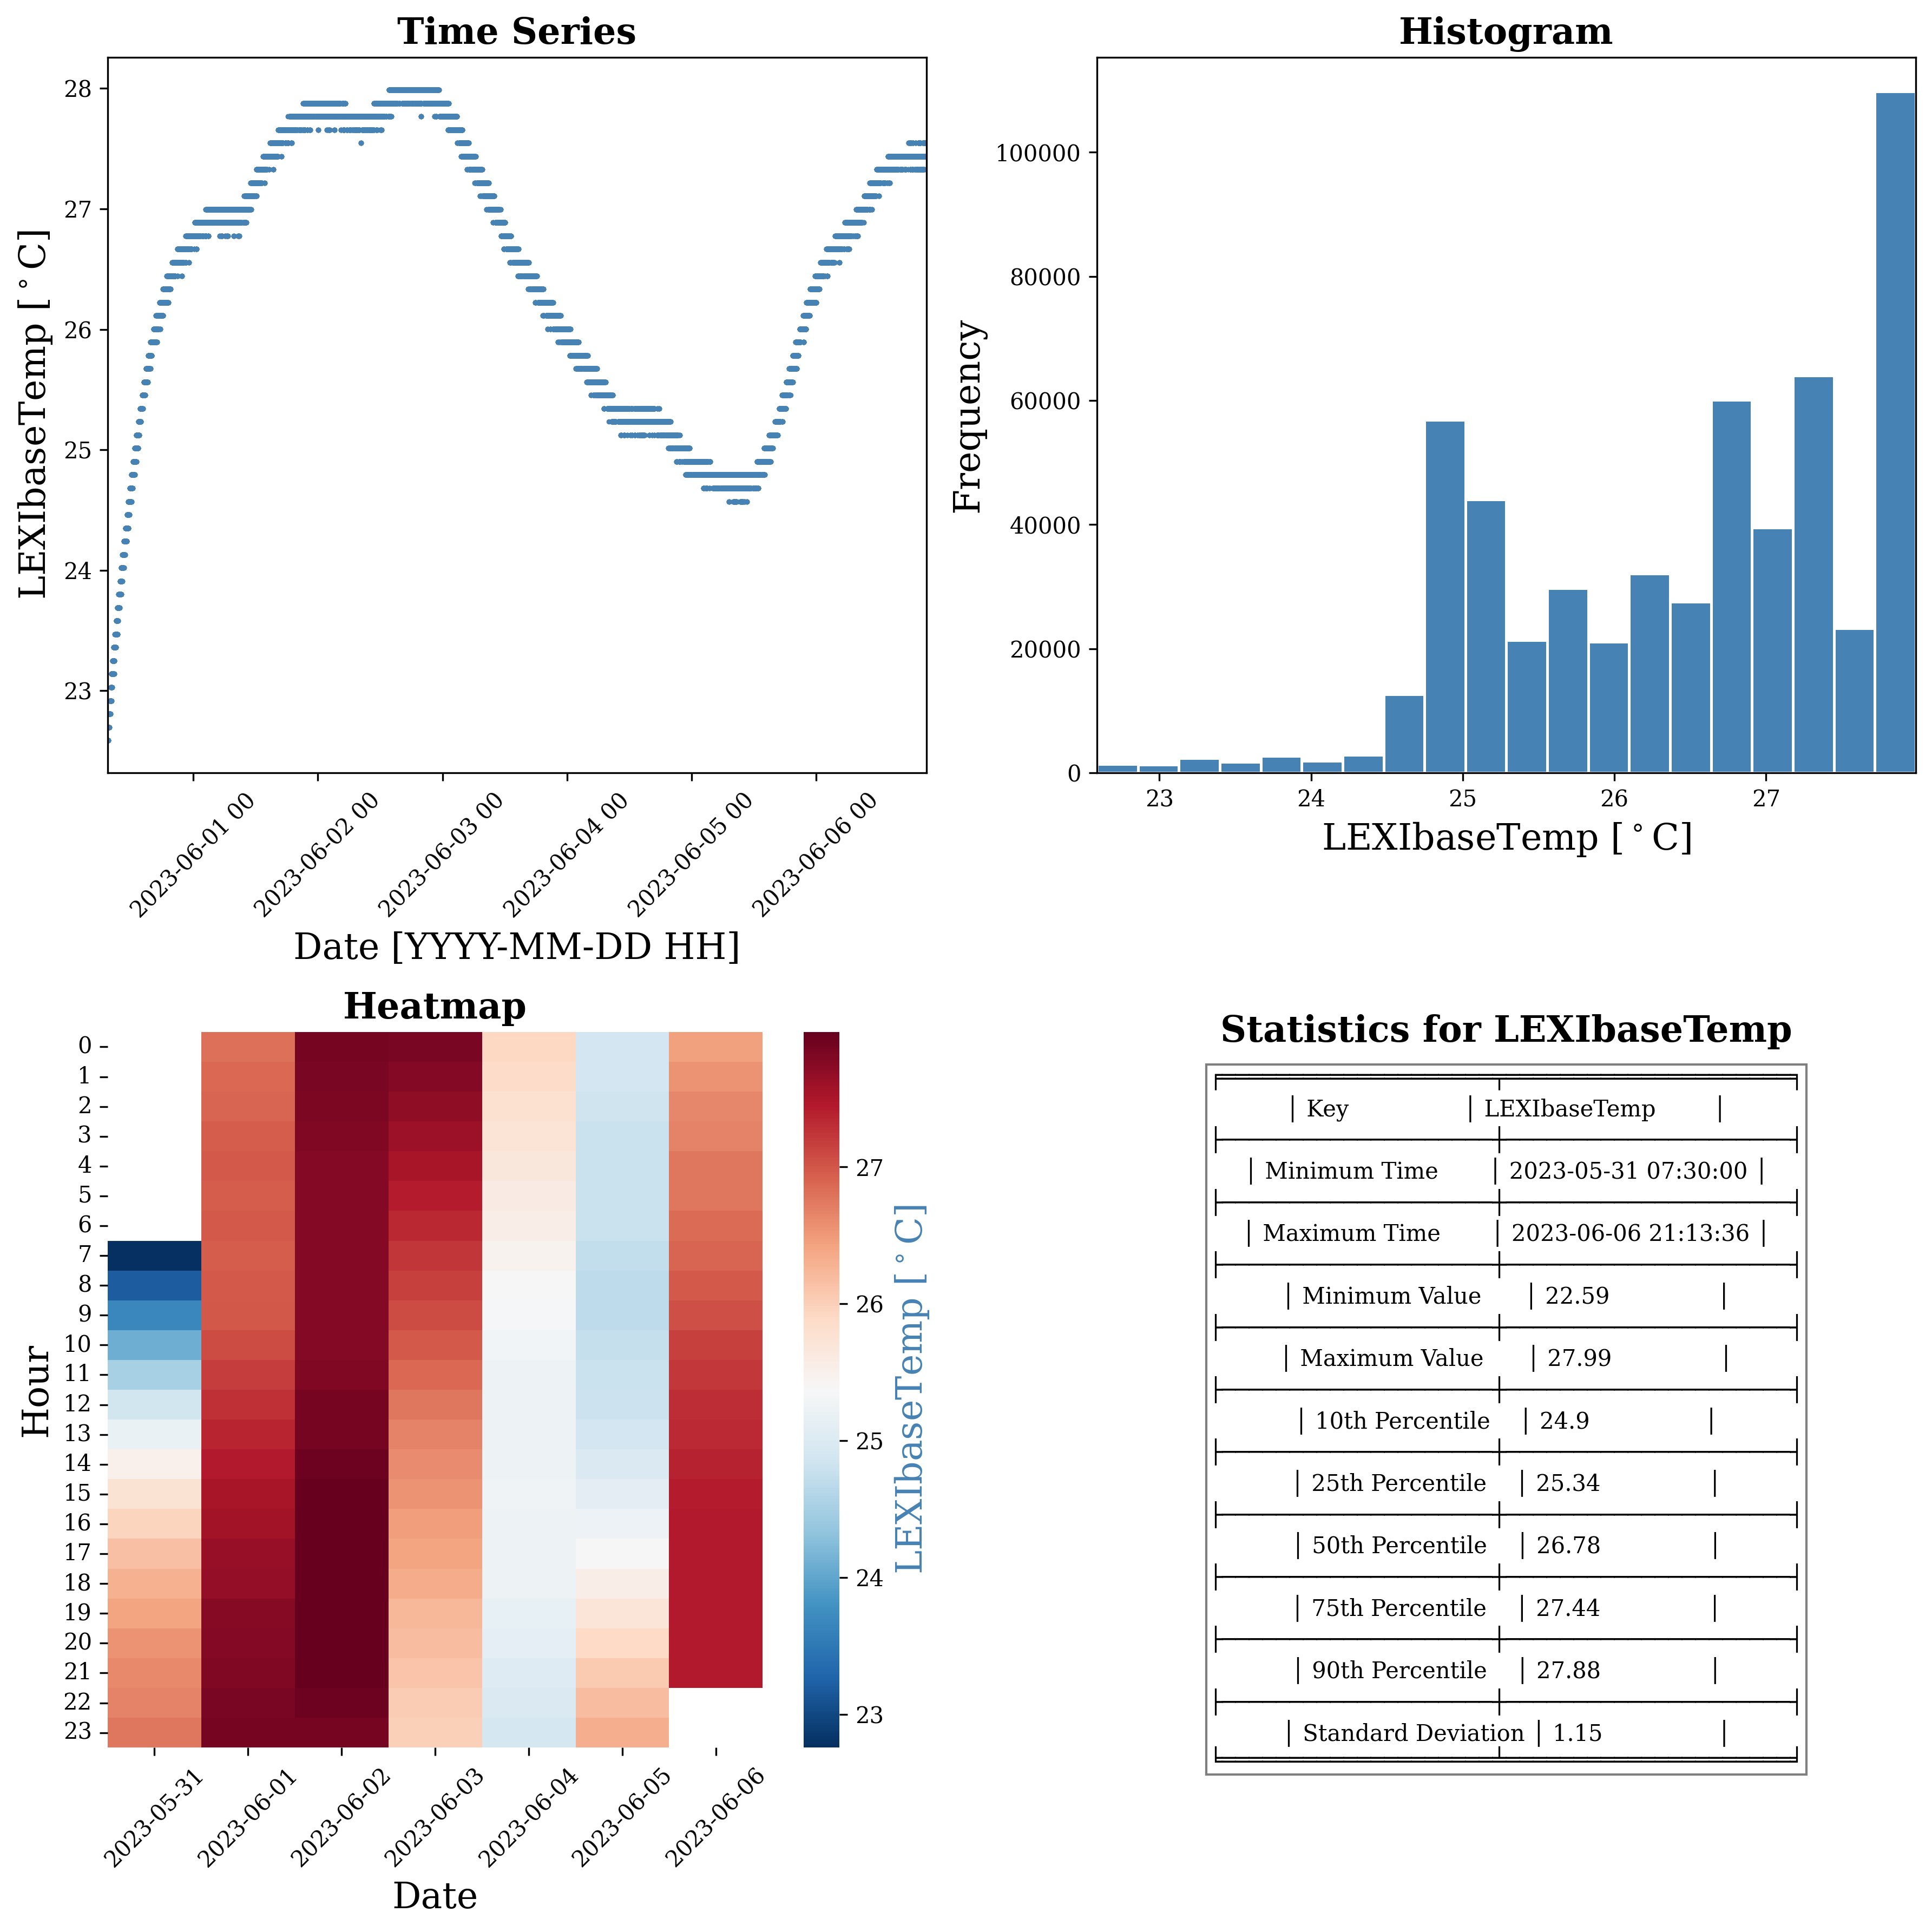 Time Series
28
27
26
25
24
23
LEXIbaseTemp [°C]
2023-06-01 00
2023-06-02 00
2023-06-03 00
2023-06-04 00
2023-06-05 00
2023-06-06 00
Date [YYYY-MM-DD HH]
Histogram
100000
80000
60000
40000
20000
0
Frequency
23
24
25
26
27
LEXIbaseTemp [°C]
Heatmap
0
1
2
3
4
5
6
7
8
9
10
11
12
13
14
15
16
17
18
19
20
21
22
23
Hour
2023-05-31
2023-06-01
2023-06-02
2023-06-03
2023-06-04
2023-06-05
2023-06-06
Date
27
26
25
24
23
LEXIbaseTemp [°C]
Statistics for LEXIbaseTemp
| Key | LEXIbaseTemp |
| Minimum Time | 2023-05-31 07:30:00 |
| Maximum Time | 2023-06-06 21:13:36 |
| Minimum Value | 22.59 |
| Maximum Value | 27.99 |
| 10th Percentile | 24.9 |
| 25th Percentile | 25.34 |
| 50th Percentile | 26.78 |
| 75th Percentile | 27.44 |
| 90th Percentile | 27.88 |
| Standard Deviation | 1.15 |